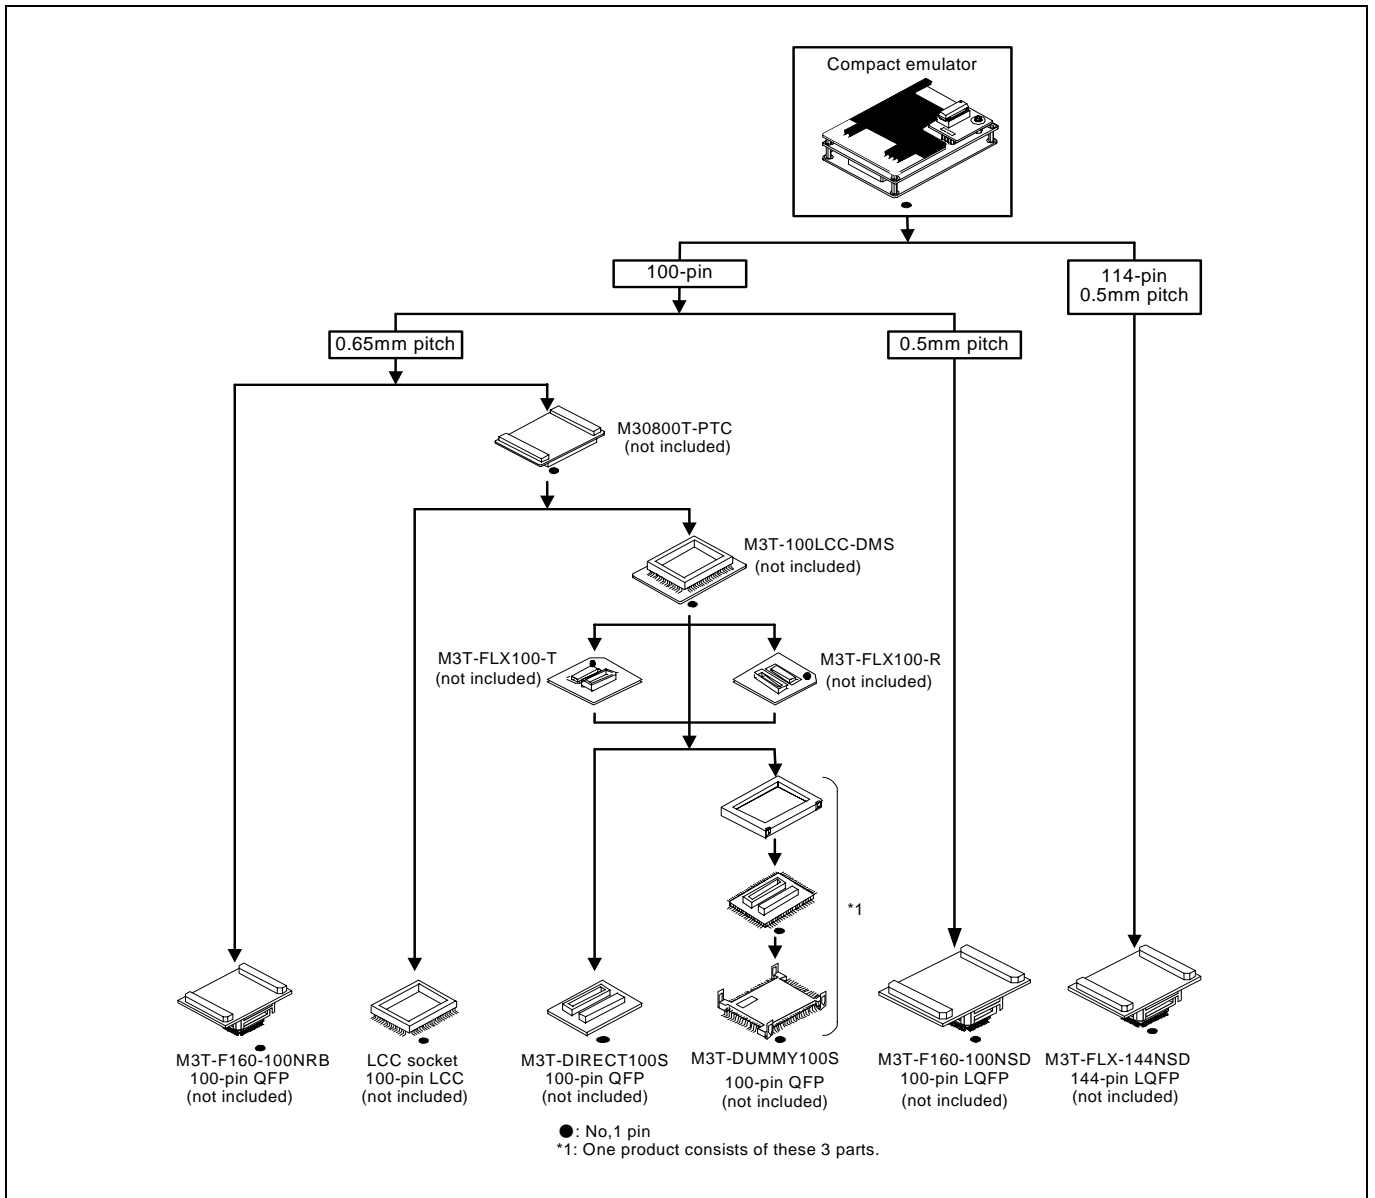 Compact emulator
100-pin
114-pin
0.5mm pitch
0.65mm pitch
0.5mm pitch
M30800T-PTC
(not included)
M3T-100LCC-DMS
(not included)
M3T-FLX100-T
(not included)
M3T-FLX100-R
(not included)
*1
M3T-F160-100NRB
100-pin QFP
(not included)
LCC socket
100-pin LCC
(not included)
M3T-DIRECT100S
100-pin QFP
(not included)
M3T-DUMMY100S
100-pin QFP
(not included)
M3T-F160-100NSD
100-pin LQFP
(not included)
M3T-FLX-144NSD
144-pin LQFP
(not included)
●: No,1 pin
*1: One product consists of these 3 parts.